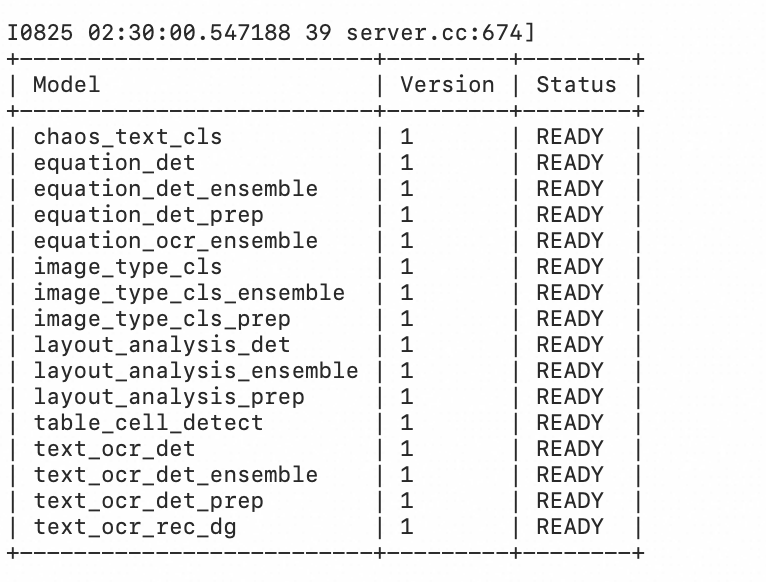 I0825 02:30:00.547188 39 server.cc:674]
+---------------------------+---------+--------+
| Model                     | Version | Status |
+---------------------------+---------+--------+
| chaos_text_cls            | 1       | READY  |
| equation_det              | 1       | READY  |
| equation_det_ensemble     | 1       | READY  |
| equation_det_prep         | 1       | READY  |
| equation_ocr_ensemble     | 1       | READY  |
| image_type_cls            | 1       | READY  |
| image_type_cls_ensemble   | 1       | READY  |
| image_type_cls_prep       | 1       | READY  |
| layout_analysis_det       | 1       | READY  |
| layout_analysis_ensemble  | 1       | READY  |
| layout_analysis_prep      | 1       | READY  |
| table_cell_detect         | 1       | READY  |
| text_ocr_det              | 1       | READY  |
| text_ocr_det_ensemble     | 1       | READY  |
| text_ocr_det_prep         | 1       | READY  |
| text_ocr_rec_dg           | 1       | READY  |
+---------------------------+---------+--------+